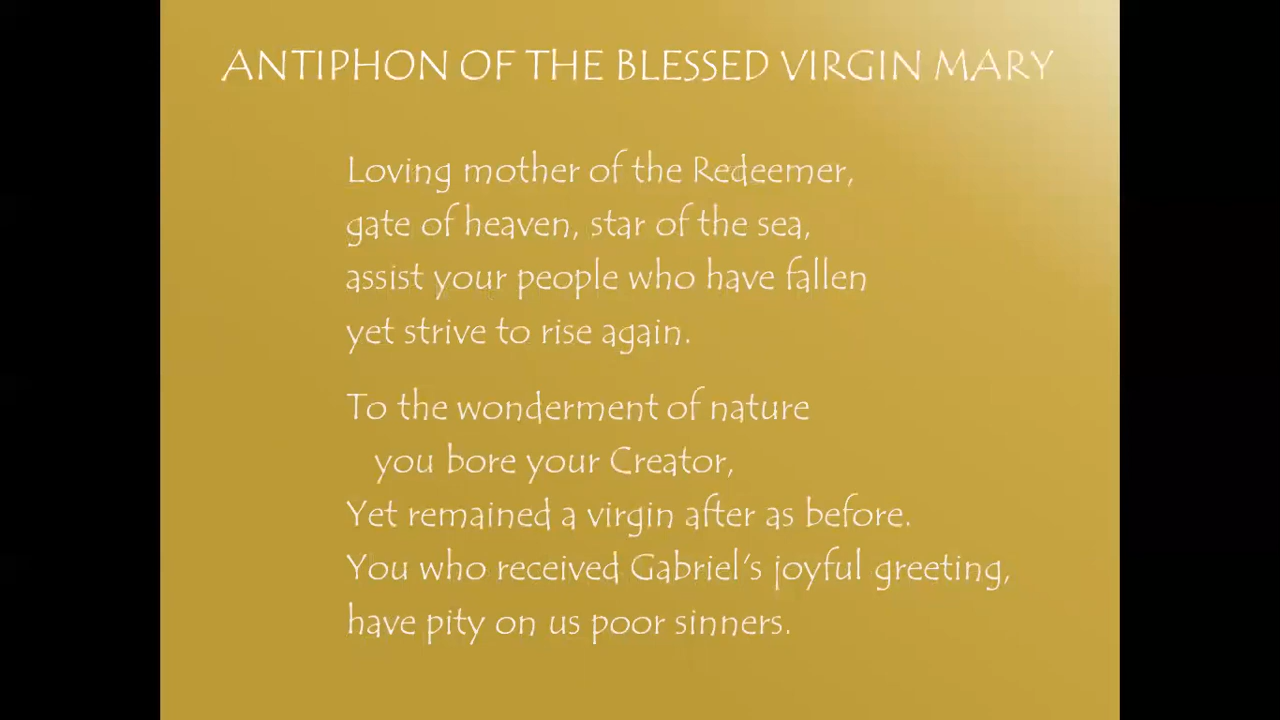 ANTIPHON OF THE BLESSED VIRGIN MARY
Loving mother of the Redeemer,
gate of heaven, star of the sea,
assist your people who have fallen
yet strive to rise again.
To the wonderment of nature
you bore your Creator,
Yet remained a virgin after as before.
You who received Gabriel's joyful greeting,
have pity on us poor sinners.